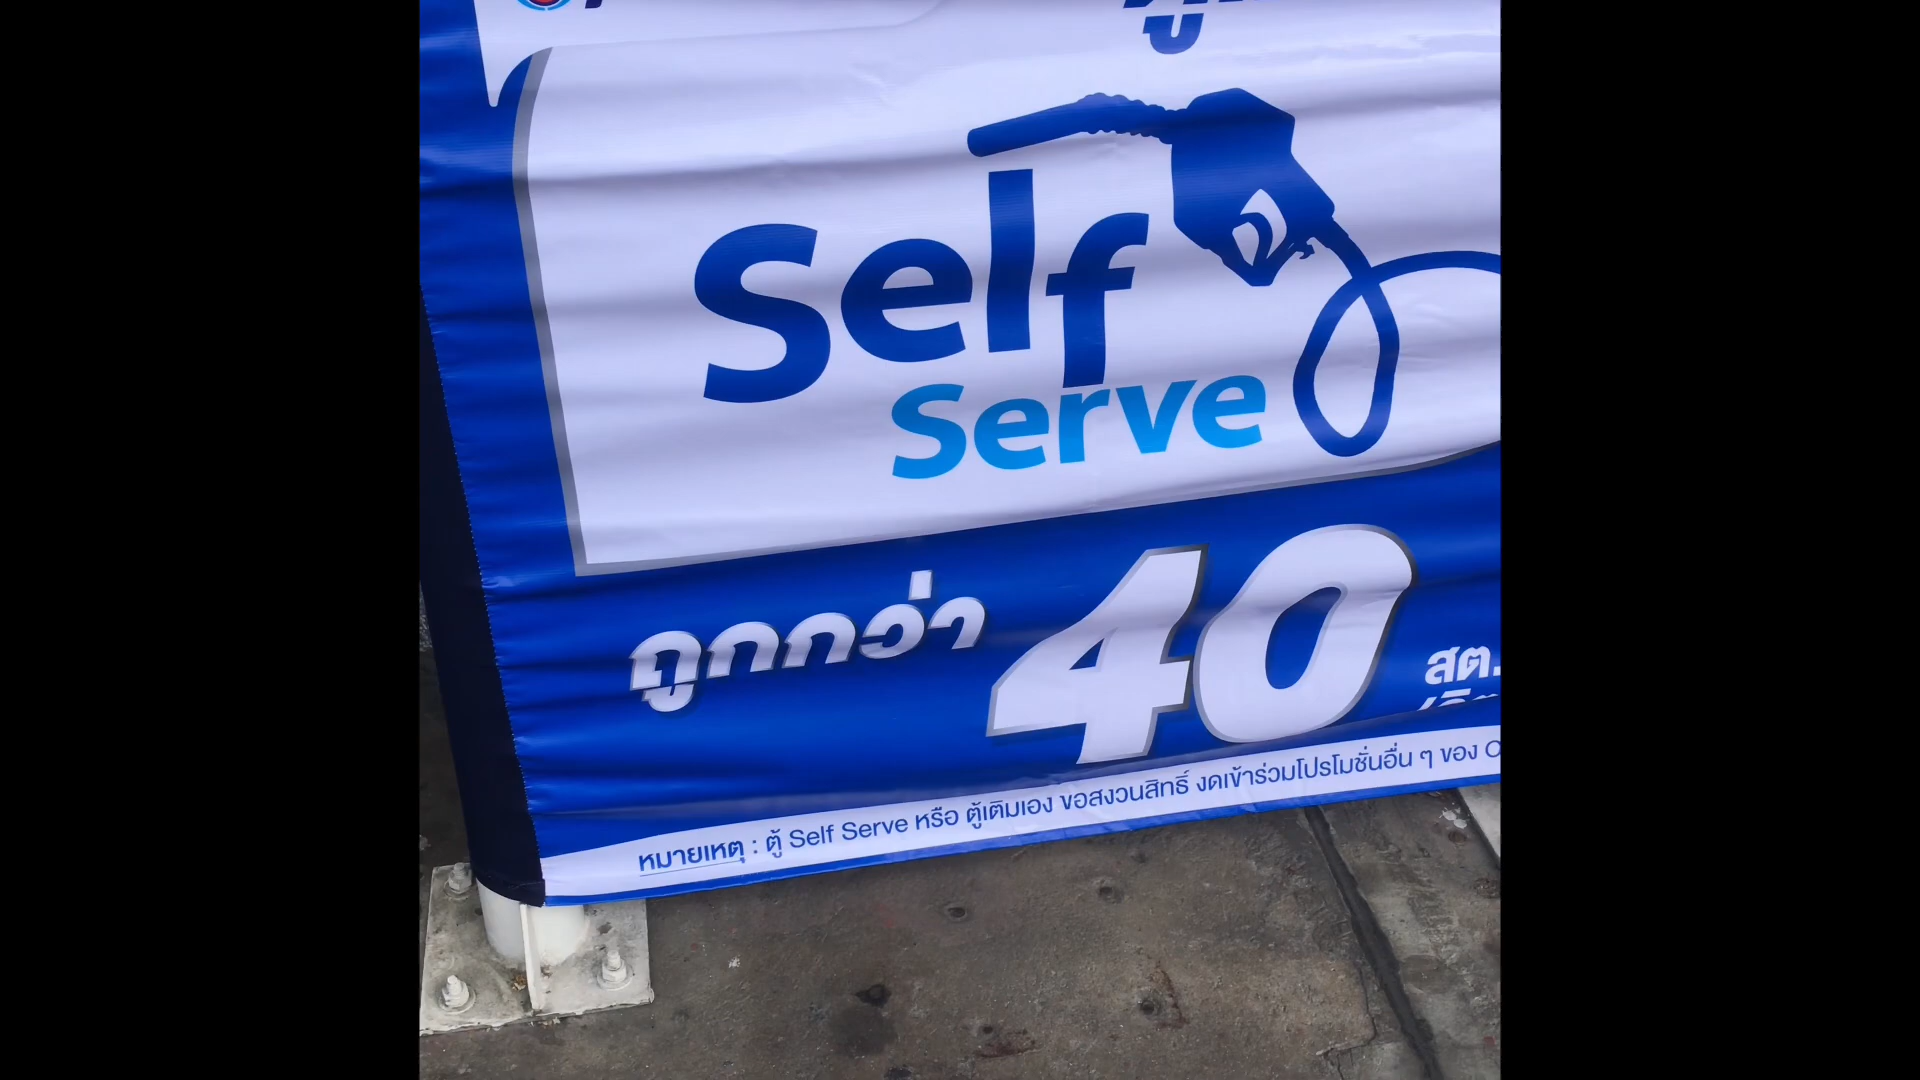 Self
Serve
ถูกกว่า 40 สต.
หมายเหตุ : ตู้ Self Serve หรือ ตู้เติมเอง ขอสงวนสิทธิ์ งดเข้าร่วมโปรโมชั่นอื่น ๆ ของ